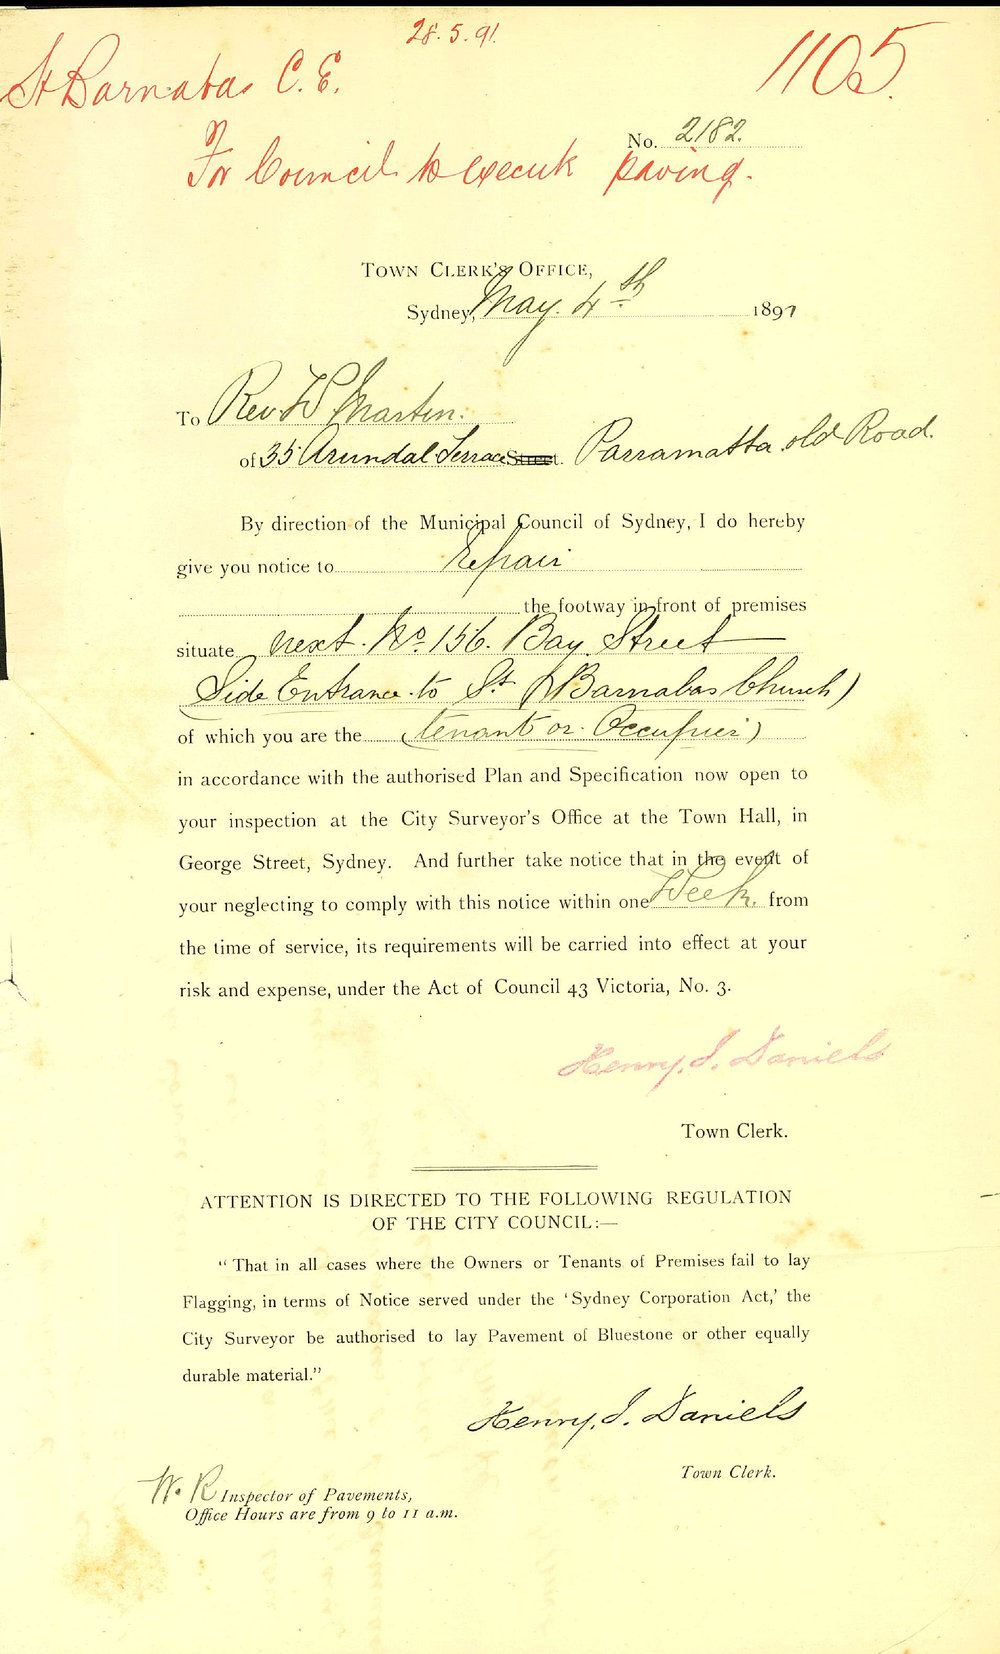 28.5.91.
St Barnabas C.E.
1105.
No. 2182.
For Council to execute paving.
TOWN CLERK'S OFFICE,
Sydney, May. 4th 1891
To Rev. W Martin.
of 35 Arundal Terrace Street. Parramatta old Road.
By direction of the Municipal Council of Sydney, I do hereby
give you notice to Repair
the footway in front of premises
situate next. No. 156. Bay Street
(Side Entrance to St Barnabas Church)
of which you are the (tenant or Occupier)
in accordance with the authorised Plan and Specification now open to
your inspection at the City Surveyor's Office at the Town Hall, in
George Street, Sydney. And further take notice that in the event of
your neglecting to comply with this notice within one Week. from
the time of service, its requirements will be carried into effect at your
risk and expense, under the Act of Council 43 Victoria, No. 3.
Henry. J. Daniels
Town Clerk.
ATTENTION IS DIRECTED TO THE FOLLOWING REGULATION
OF THE CITY COUNCIL:—
“ That in all cases where the Owners or Tenants of Premises fail to lay
Flagging, in terms of Notice served under the ‘Sydney Corporation Act,’ the
City Surveyor be authorised to lay Pavement of Bluestone or other equally
durable material.”
Henry. J. Daniels
Town Clerk.
W. R Inspector of Pavements,
Office Hours are from 9 to 11 a.m.